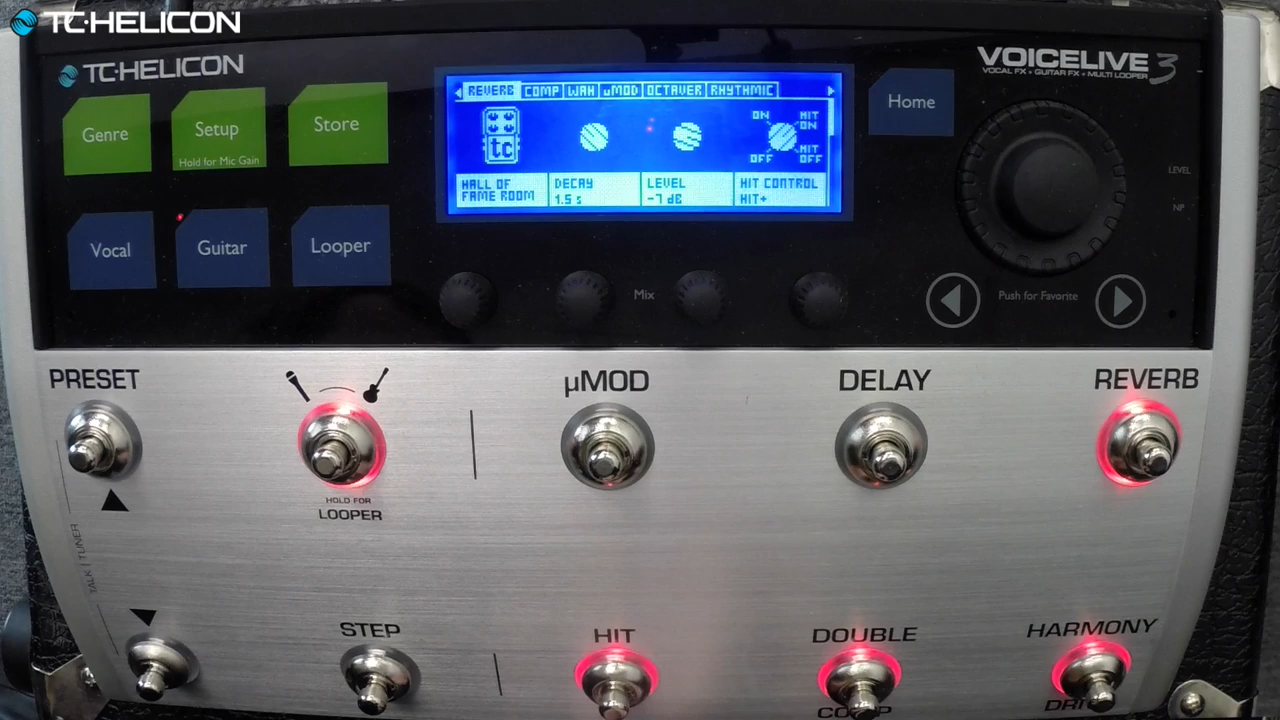 TC·HELICON
TC·HELICON
VOICELIVE 3
VOCAL FX + GUITAR FX + MULTI LOOPER
Genre
Setup
Hold for Mic Gain
Store
Vocal
Guitar
Looper
REVERB COMP WAH µMOD OCTAVER RHYTHMIC
tc
ON HIT ON
OFF HIT OFF
HALL OF FAME ROOM
DECAY
1.5 s
LEVEL
-7 dB
HIT CONTROL
HIT+
Home
LEVEL
Mix
Push for Favorite
PRESET
µMOD
DELAY
REVERB
HOLD FOR
LOOPER
TALK | TUNER
STEP
HIT
DOUBLE
HARMONY